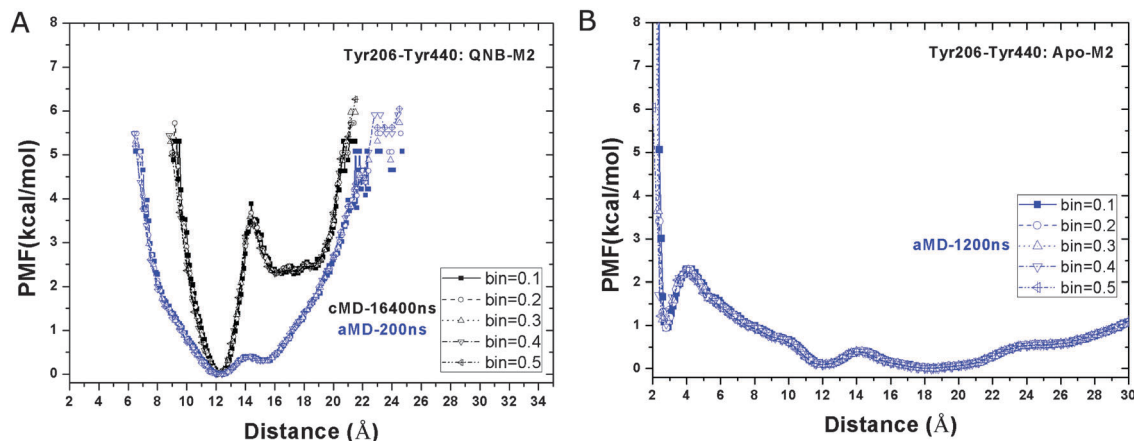 A
Tyr206-Tyr440: QNB-M2
PMF(kcal/mol)
8
7
6
5
4
3
2
1
0
cMD-16400ns
aMD-200ns
bin=0.1
bin=0.2
bin=0.3
bin=0.4
bin=0.5
2 4 6 8 10 12 14 16 18 20 22 24 26 28 30 32 34
Distance (Å)
B
Tyr206-Tyr440: Apo-M2
PMF(kcal/mol)
8
7
6
5
4
3
2
1
0
aMD-1200ns
bin=0.1
bin=0.2
bin=0.3
bin=0.4
bin=0.5
2 4 6 8 10 12 14 16 18 20 22 24 26 28 30
Distance (Å)